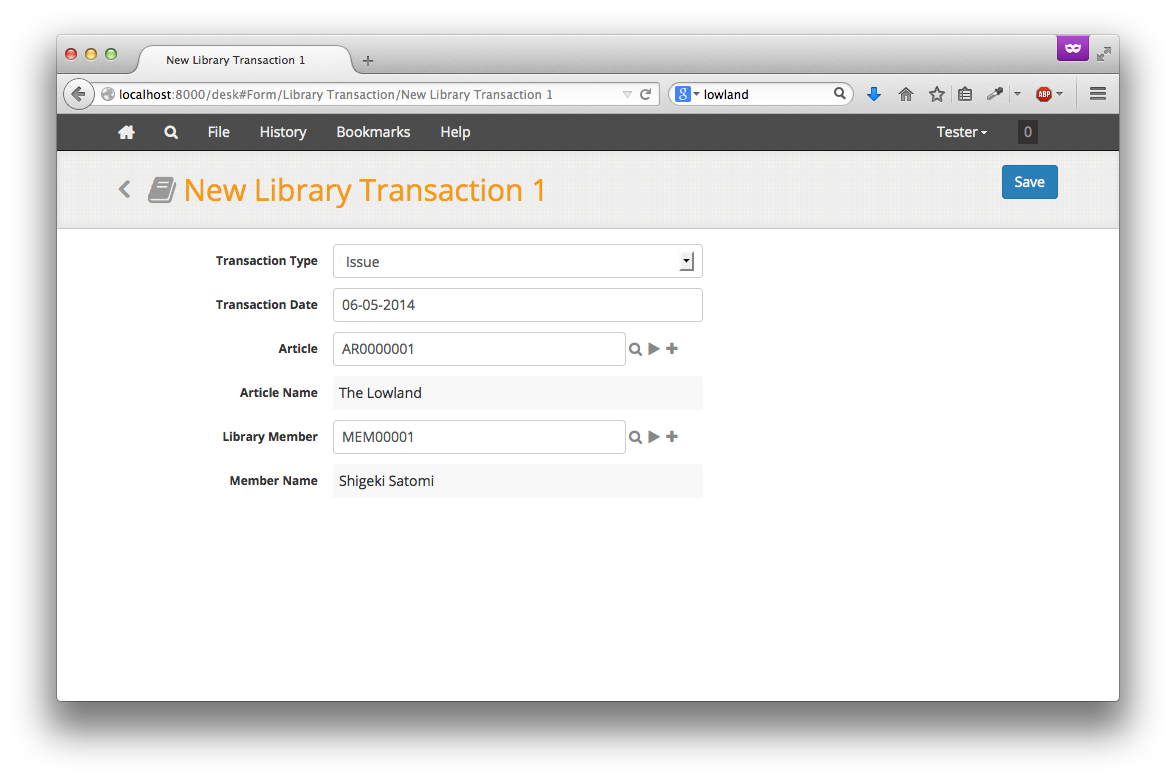 New Library Transaction 1
localhost:8000/desk#Form/Library Transaction/New Library Transaction 1
8 lowland
ABP
File History Bookmarks Help Tester 0
New Library Transaction 1
Save
Transaction Type Issue
Transaction Date 06-05-2014
Article AR0000001
Article Name The Lowland
Library Member MEM00001
Member Name Shigeki Satomi